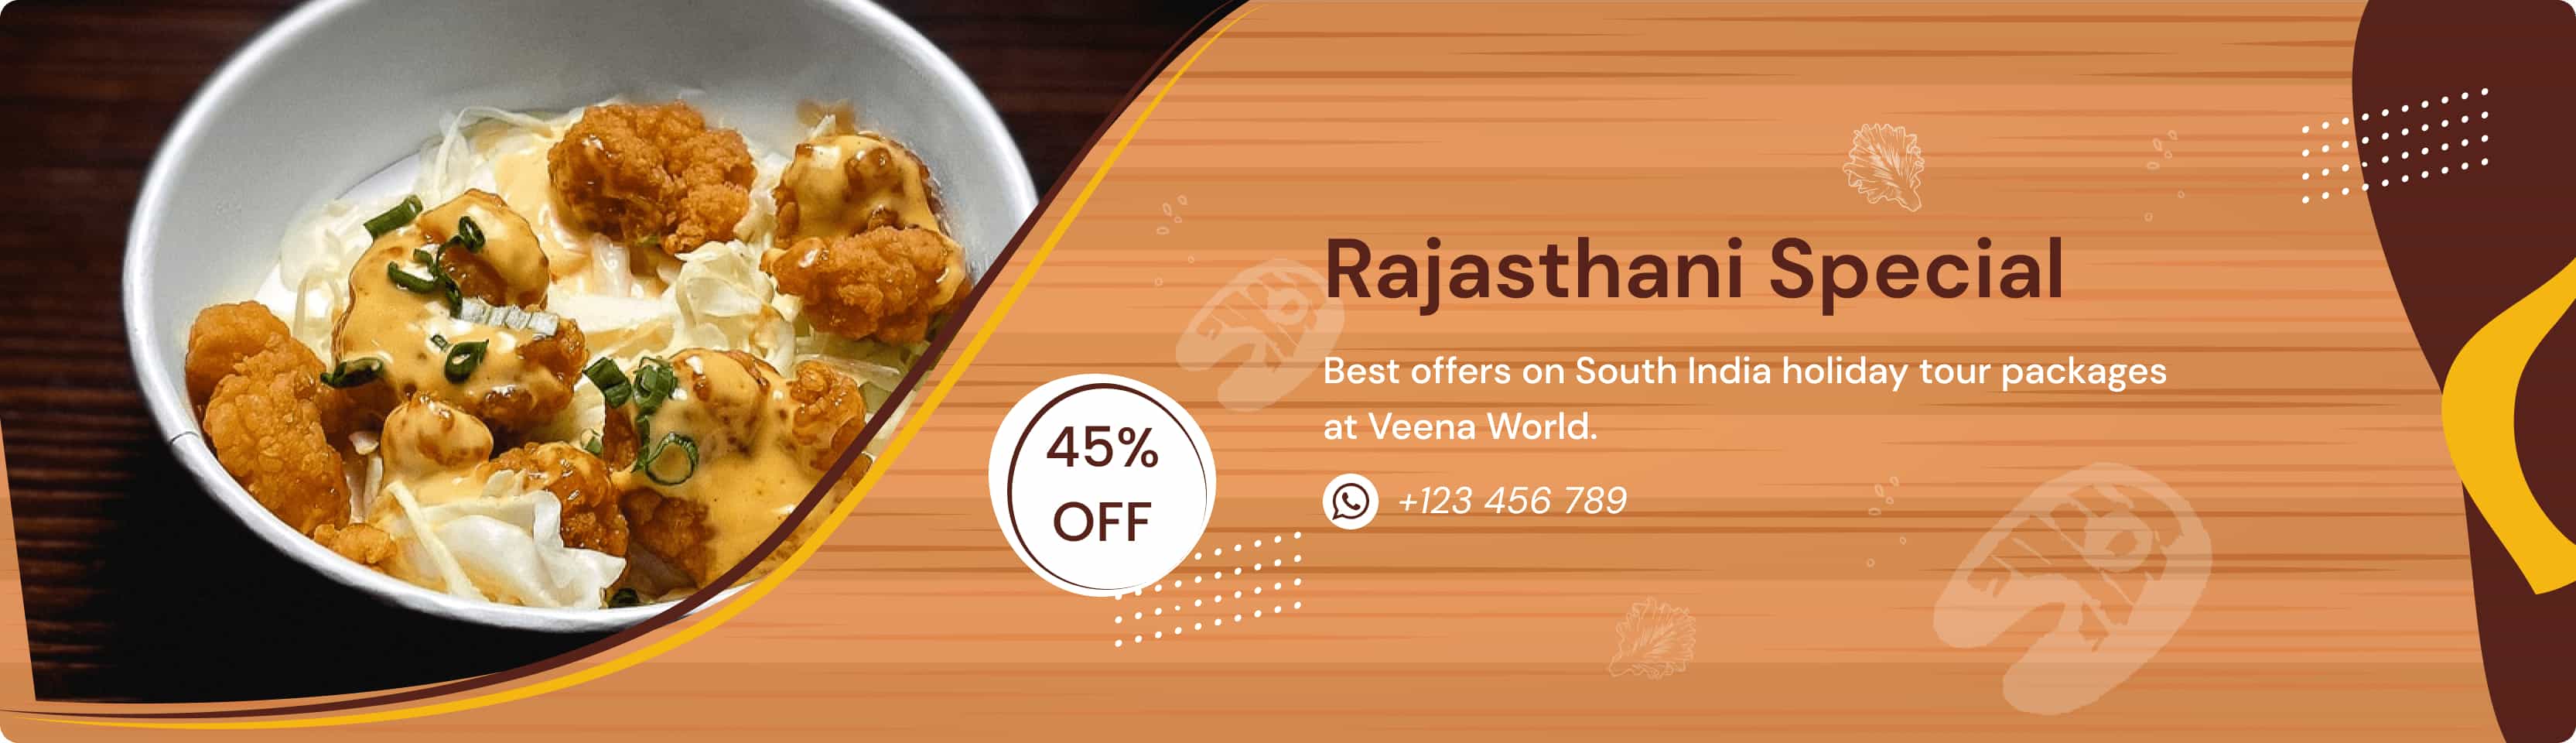 Rajasthani Special
Best offers on South India holiday tour packages
at Veena World.
45%
OFF
+123 456 789